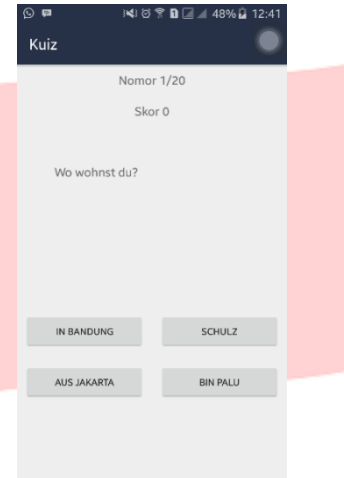 48% 12:41
Kuiz
Nomor 1/20
Skor 0
Wo wohnst du?
IN BANDUNG
SCHULZ
AUS JAKARTA
BIN PALU